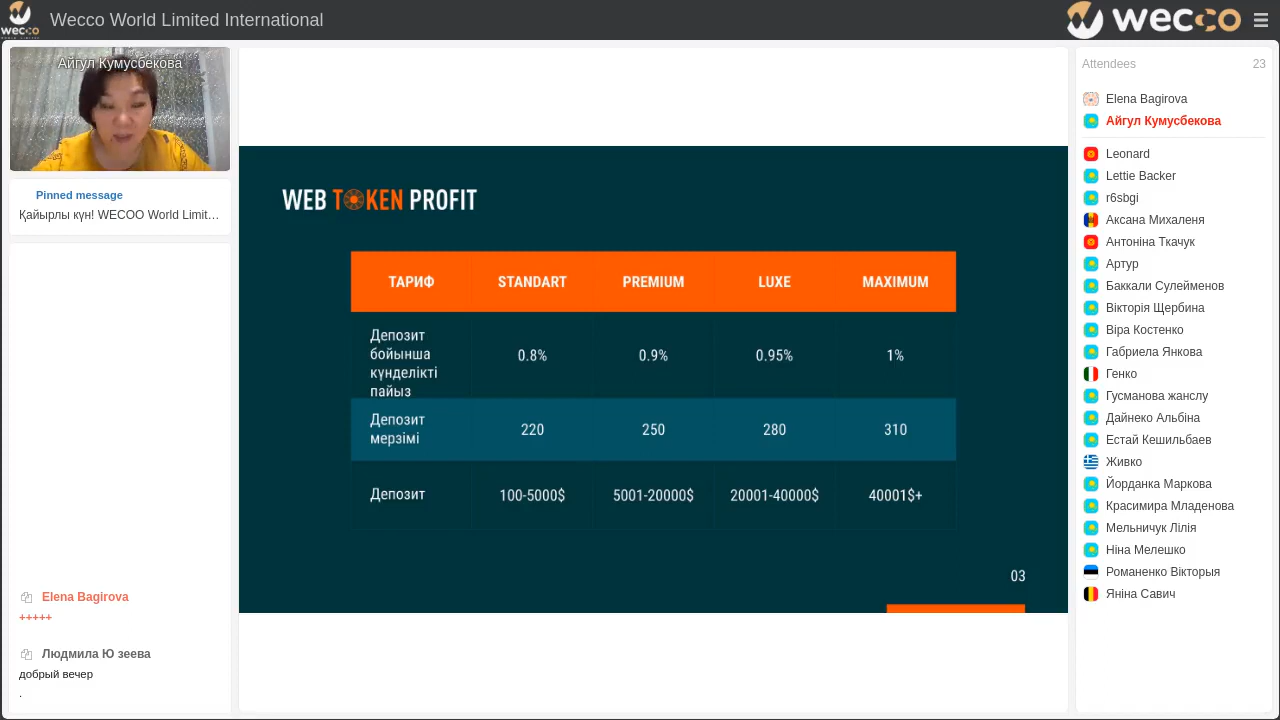 wecco
Wecco World Limited International
wecco
Айгул Кумусбекова
Pinned message
Қайырлы күн! WECOO World Limit…
Elena Bagirova
+++++
Людмила Ю зеева
добрый вечер
.
WEB TOKEN PROFIT
ТАРИФ STANDART PREMIUM LUXE MAXIMUM
Депозит
бойынша
күнделікті
пайыз
0.8% 0.9% 0.95% 1%
Депозит
мерзімі
220 250 280 310
Депозит 100-5000$ 5001-20000$ 20001-40000$ 40001$+
03
Attendees 23
Elena Bagirova
Айгул Кумусбекова
Leonard
Lettie Backer
r6sbgi
Аксана Михаленя
Антоніна Ткачук
Артур
Баккали Сулейменов
Вікторія Щербина
Віра Костенко
Габриела Янкова
Генко
Гусманова жанслу
Дайнеко Альбіна
Естай Кешильбаев
Живко
Йорданка Маркова
Красимира Младенова
Мельничук Лілія
Ніна Мелешко
Романенко Вікторыя
Яніна Савич